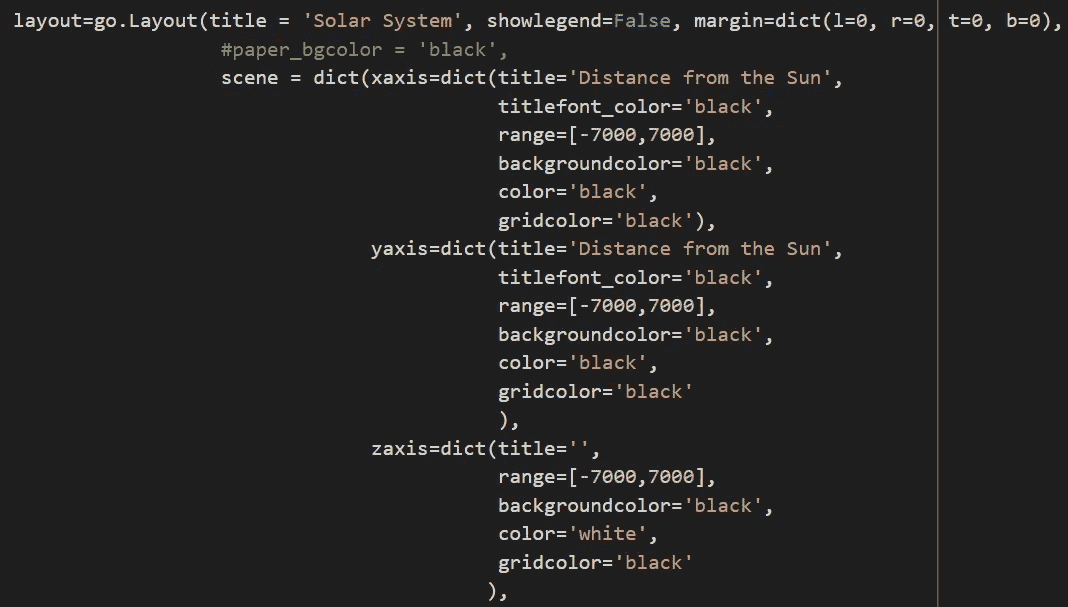 layout=go.Layout(title = 'Solar System', showlegend=False, margin=dict(l=0, r=0, t=0, b=0),
#paper_bgcolor = 'black',
scene = dict(xaxis=dict(title='Distance from the Sun',
titlefont_color='black',
range=[-7000,7000],
backgroundcolor='black',
color='black',
gridcolor='black'),
yaxis=dict(title='Distance from the Sun',
titlefont_color='black',
range=[-7000,7000],
backgroundcolor='black',
color='black',
gridcolor='black'
),
zaxis=dict(title='',
range=[-7000,7000],
backgroundcolor='black',
color='white',
gridcolor='black'
),